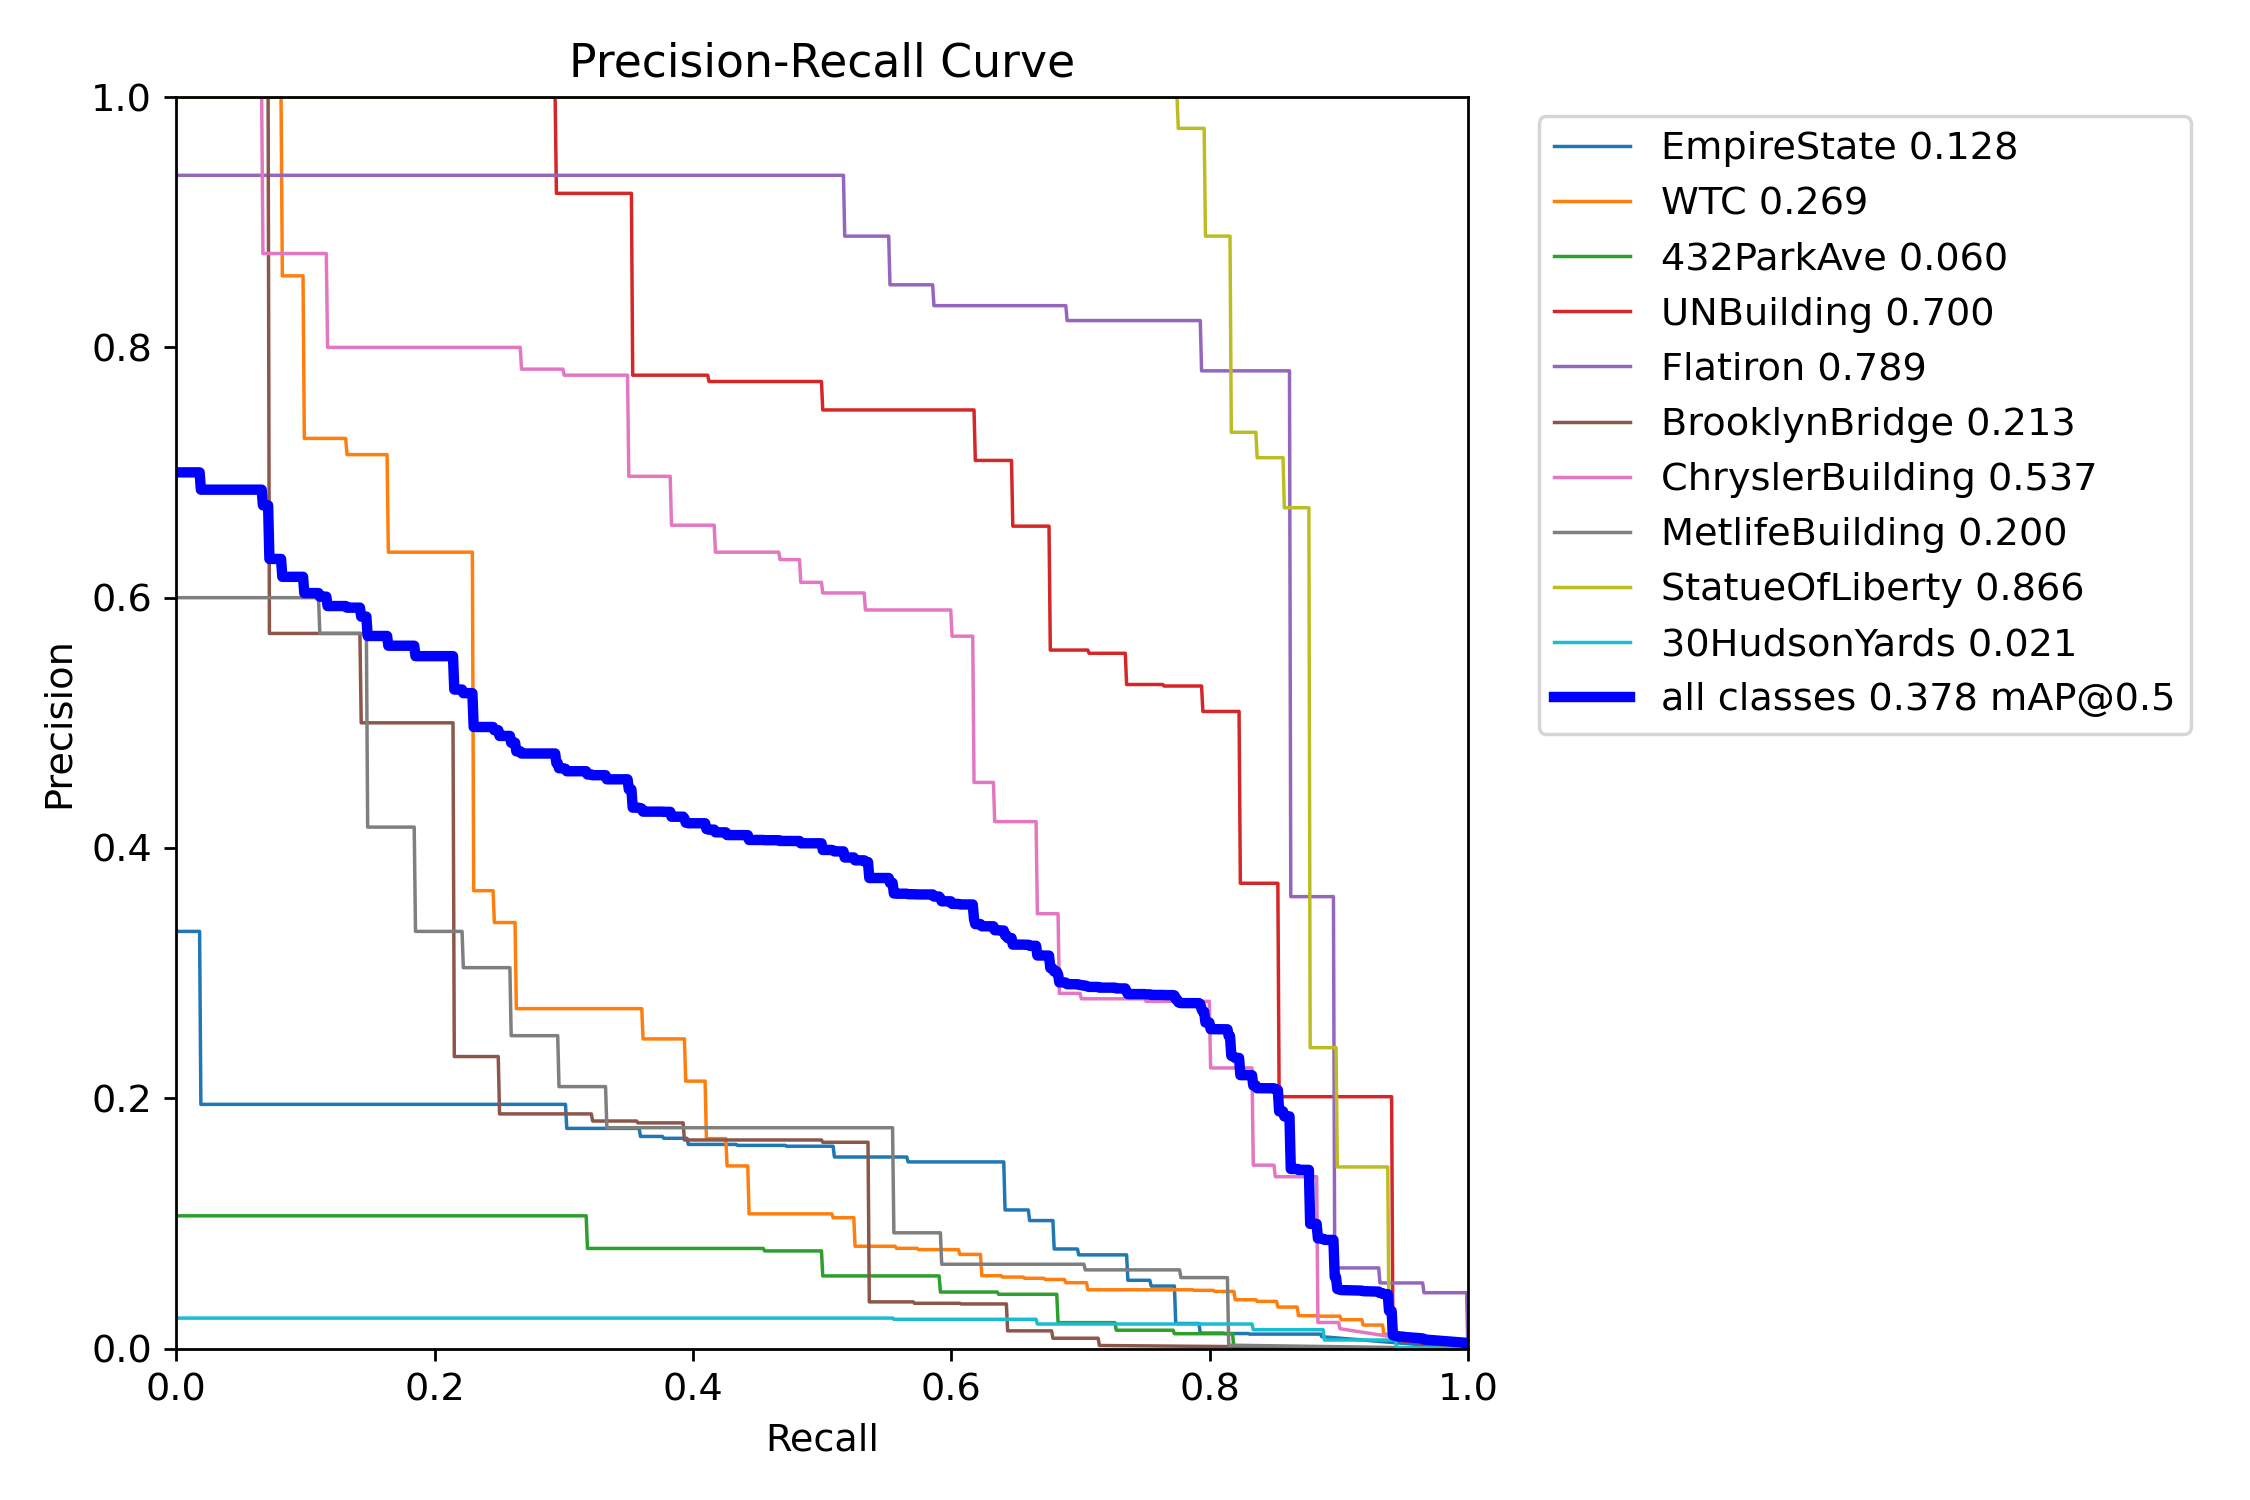 Precision-Recall Curve
1.0
0.8
0.6
0.4
0.2
0.0
Precision
0.0 0.2 0.4 0.6 0.8 1.0
Recall
EmpireState 0.128
WTC 0.269
432ParkAve 0.060
UNBuilding 0.700
Flatiron 0.789
BrooklynBridge 0.213
ChryslerBuilding 0.537
MetlifeBuilding 0.200
StatueOfLiberty 0.866
30HudsonYards 0.021
all classes 0.378 mAP@0.5